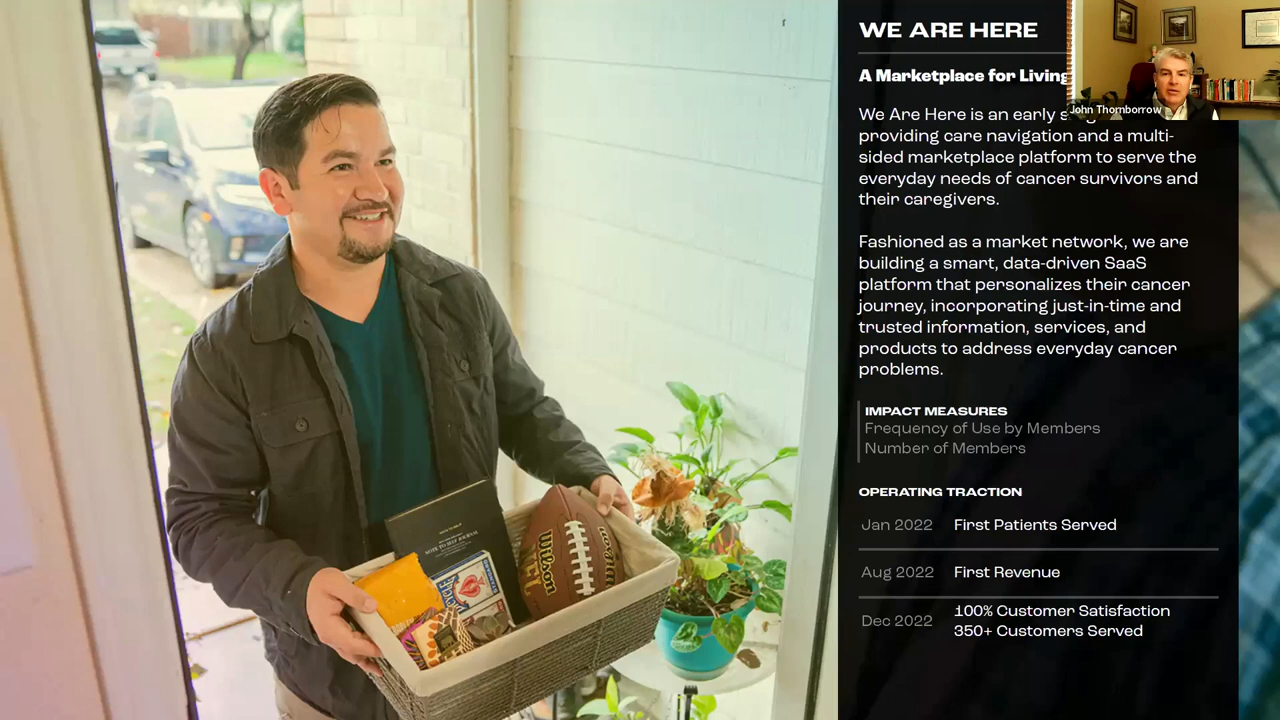 WE ARE HERE
A Marketplace for Living
John Thornborrow
We Are Here is an early
providing care navigation and a multi-
sided marketplace platform to serve the
everyday needs of cancer survivors and
their caregivers.
Fashioned as a market network, we are
building a smart, data-driven SaaS
platform that personalizes their cancer
journey, incorporating just-in-time and
trusted information, services, and
products to address everyday cancer
problems.
IMPACT MEASURES
Frequency of Use by Members
Number of Members
OPERATING TRACTION
Jan 2022 First Patients Served
Aug 2022 First Revenue
Dec 2022 100% Customer Satisfaction
350+ Customers Served
NOTE TO SELF JOURNAL
BICYCLE
Wilson